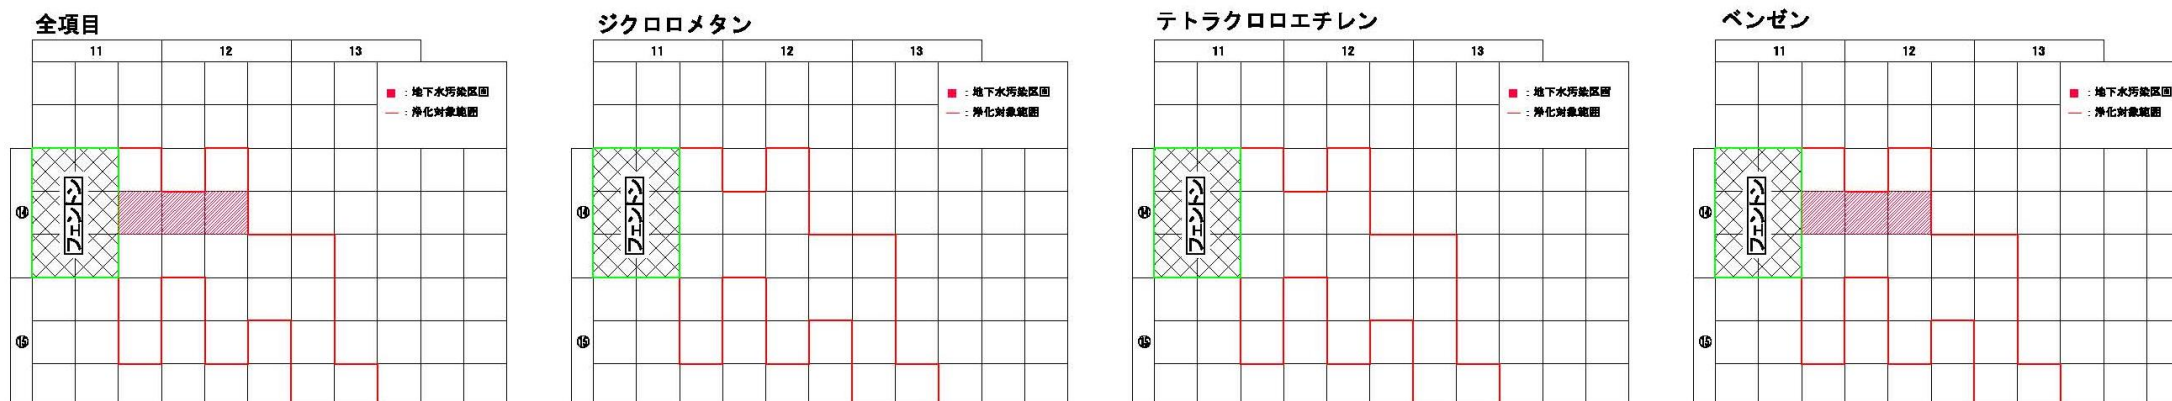 全項目
11 12 13
■ : 地下水汚染区画
― : 浄化対象範囲
⑭
フェントン
⑮
ジクロロメタン
11 12 13
■ : 地下水汚染区画
― : 浄化対象範囲
⑭
フェントン
⑮
テトラクロロエチレン
11 12 13
■ : 地下水汚染区画
― : 浄化対象範囲
⑭
フェントン
⑮
ベンゼン
11 12 13
■ : 地下水汚染区画
― : 浄化対象範囲
⑭
フェントン
⑮